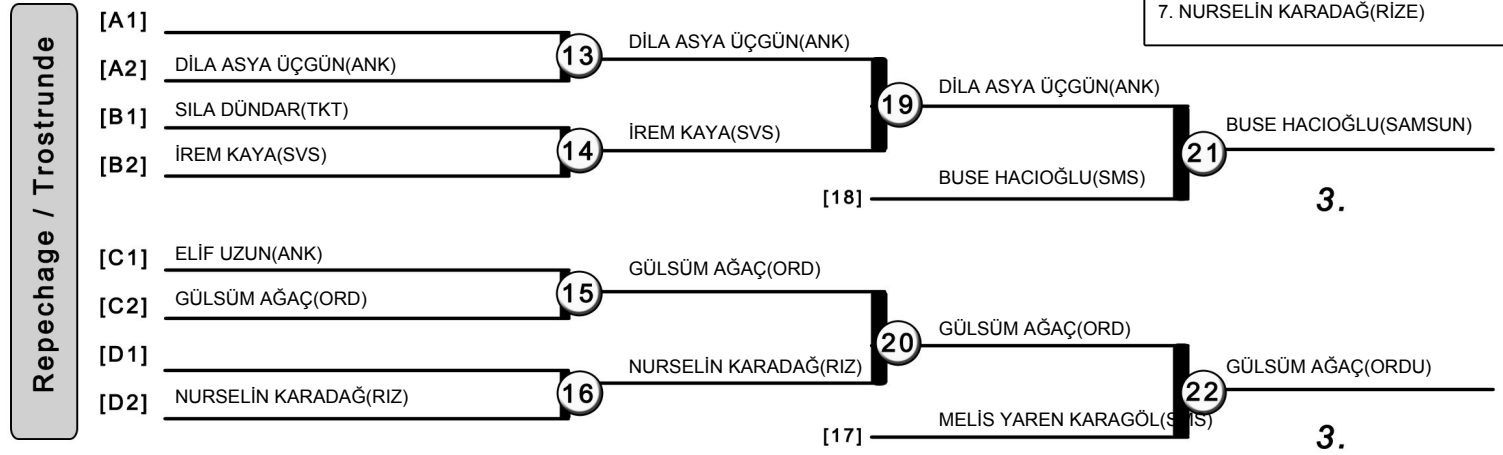 7. NURSELİN KARADAĞ(RİZE)
Repechage / Trostrunde
[A1]
[A2] DİLA ASYA ÜÇGÜN(ANK)
13
DİLA ASYA ÜÇGÜN(ANK)
[B1] SILA DÜNDAR(TKT)
[B2] İREM KAYA(SVS)
14
İREM KAYA(SVS)
19
DİLA ASYA ÜÇGÜN(ANK)
[18] BUSE HACIOĞLU(SMS)
21
BUSE HACIOĞLU(SAMSUN)
3.
[C1] ELİF UZUN(ANK)
[C2] GÜLSÜM AĞAÇ(ORD)
15
GÜLSÜM AĞAÇ(ORD)
[D1]
[D2] NURSELİN KARADAĞ(RIZ)
16
NURSELİN KARADAĞ(RIZ)
20
GÜLSÜM AĞAÇ(ORD)
[17] MELİS YAREN KARAGÖL(SMS)
22
GÜLSÜM AĞAÇ(ORDU)
3.